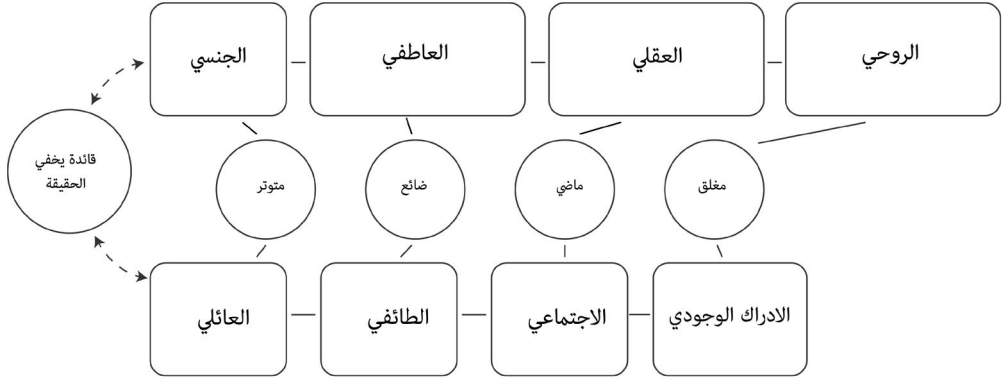 الروحي
العقلي
العاطفي
الجنسي
قائدة يخفي
الحقيقة
مغلق
ماضي
ضائع
متوتر
الادراك الوجودي
الاجتماعي
الطائفي
العائلي